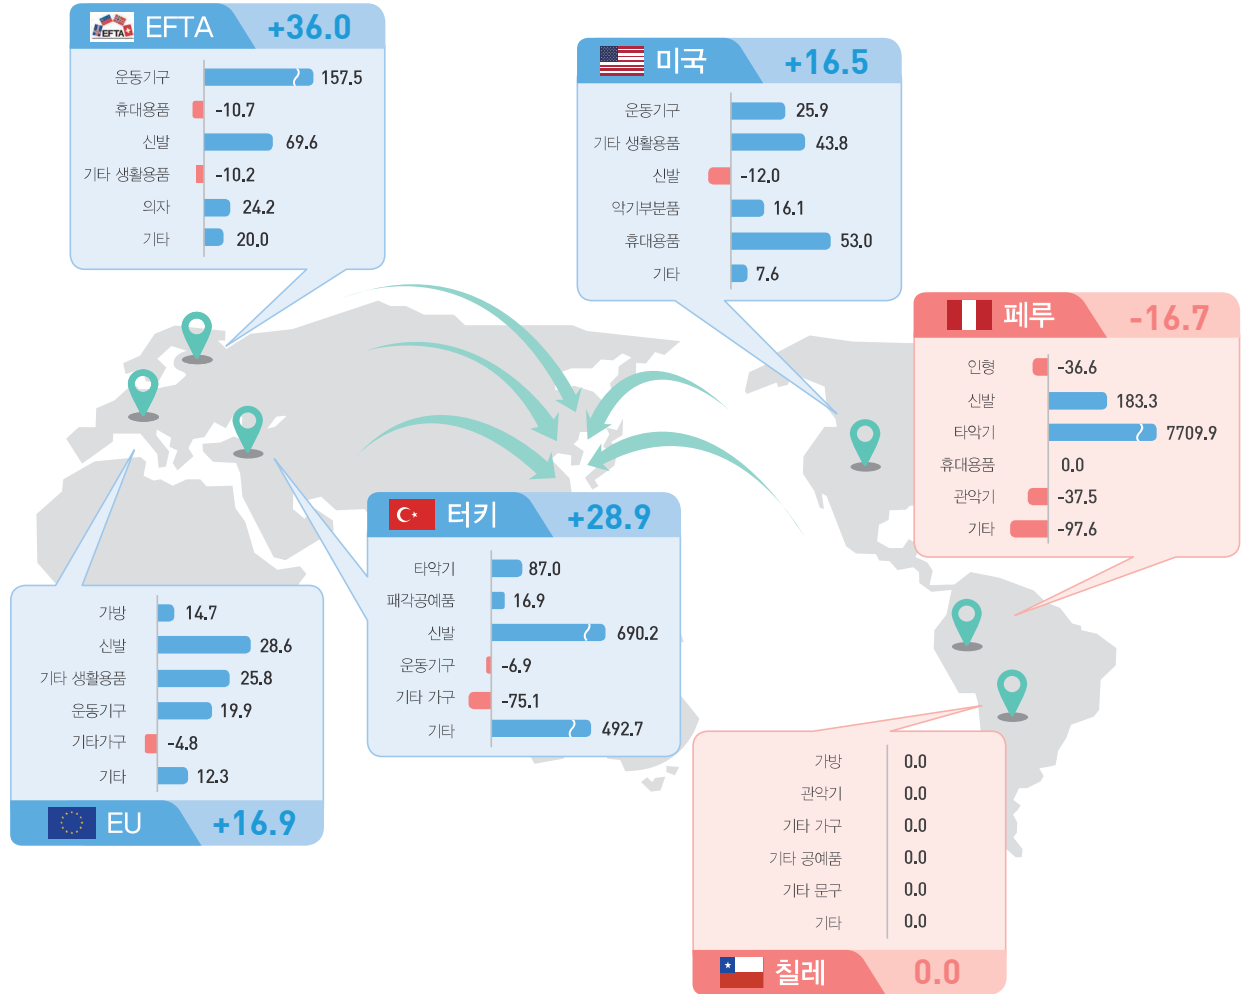 EFTA EFTA +36.0
운동기구 157.5
휴대용품 -10.7
신발 69.6
기타 생활용품 -10.2
의자 24.2
기타 20.0
미국 +16.5
운동기구 25.9
기타 생활용품 43.8
신발 -12.0
악기부분품 16.1
휴대용품 53.0
기타 7.6
페루 -16.7
인형 -36.6
신발 183.3
타악기 7709.9
휴대용품 0.0
관악기 -37.5
기타 -97.6
터키 +28.9
타악기 87.0
패각공예품 16.9
신발 690.2
운동기구 -6.9
기타 가구 -75.1
기타 492.7
가방 14.7
신발 28.6
기타 생활용품 25.8
운동기구 19.9
기타가구 -4.8
기타 12.3
EU +16.9
가방 0.0
관악기 0.0
기타 가구 0.0
기타 공예품 0.0
기타 문구 0.0
기타 0.0
칠레 0.0